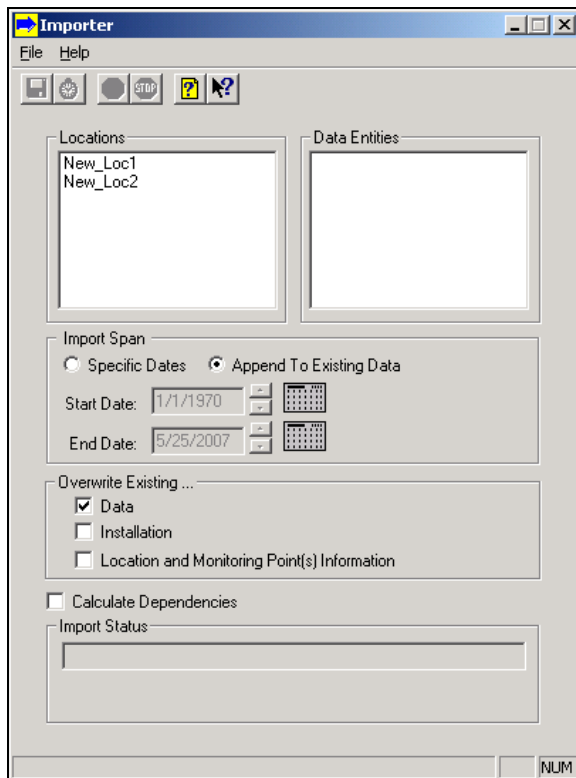 Importer
File Help
STOP
Locations
New_Loc1
New_Loc2
Data Entities
Import Span
Specific Dates Append To Existing Data
Start Date: 1/1/1970
End Date: 5/25/2007
Overwrite Existing ...
Data
Installation
Location and Monitoring Point(s) Information
Calculate Dependencies
Import Status
NUM